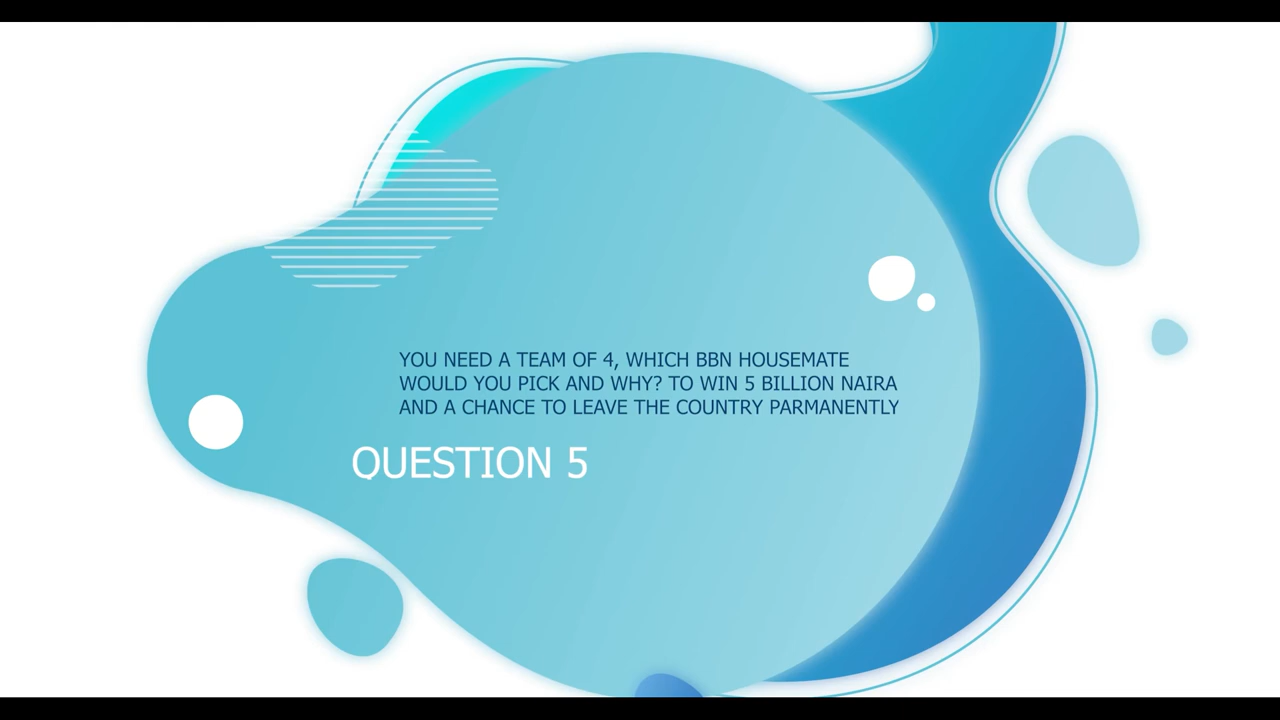 YOU NEED A TEAM OF 4, WHICH BBN HOUSEMATE
WOULD YOU PICK AND WHY? TO WIN 5 BILLION NAIRA
AND A CHANCE TO LEAVE THE COUNTRY PARMANENTLY
QUESTION 5